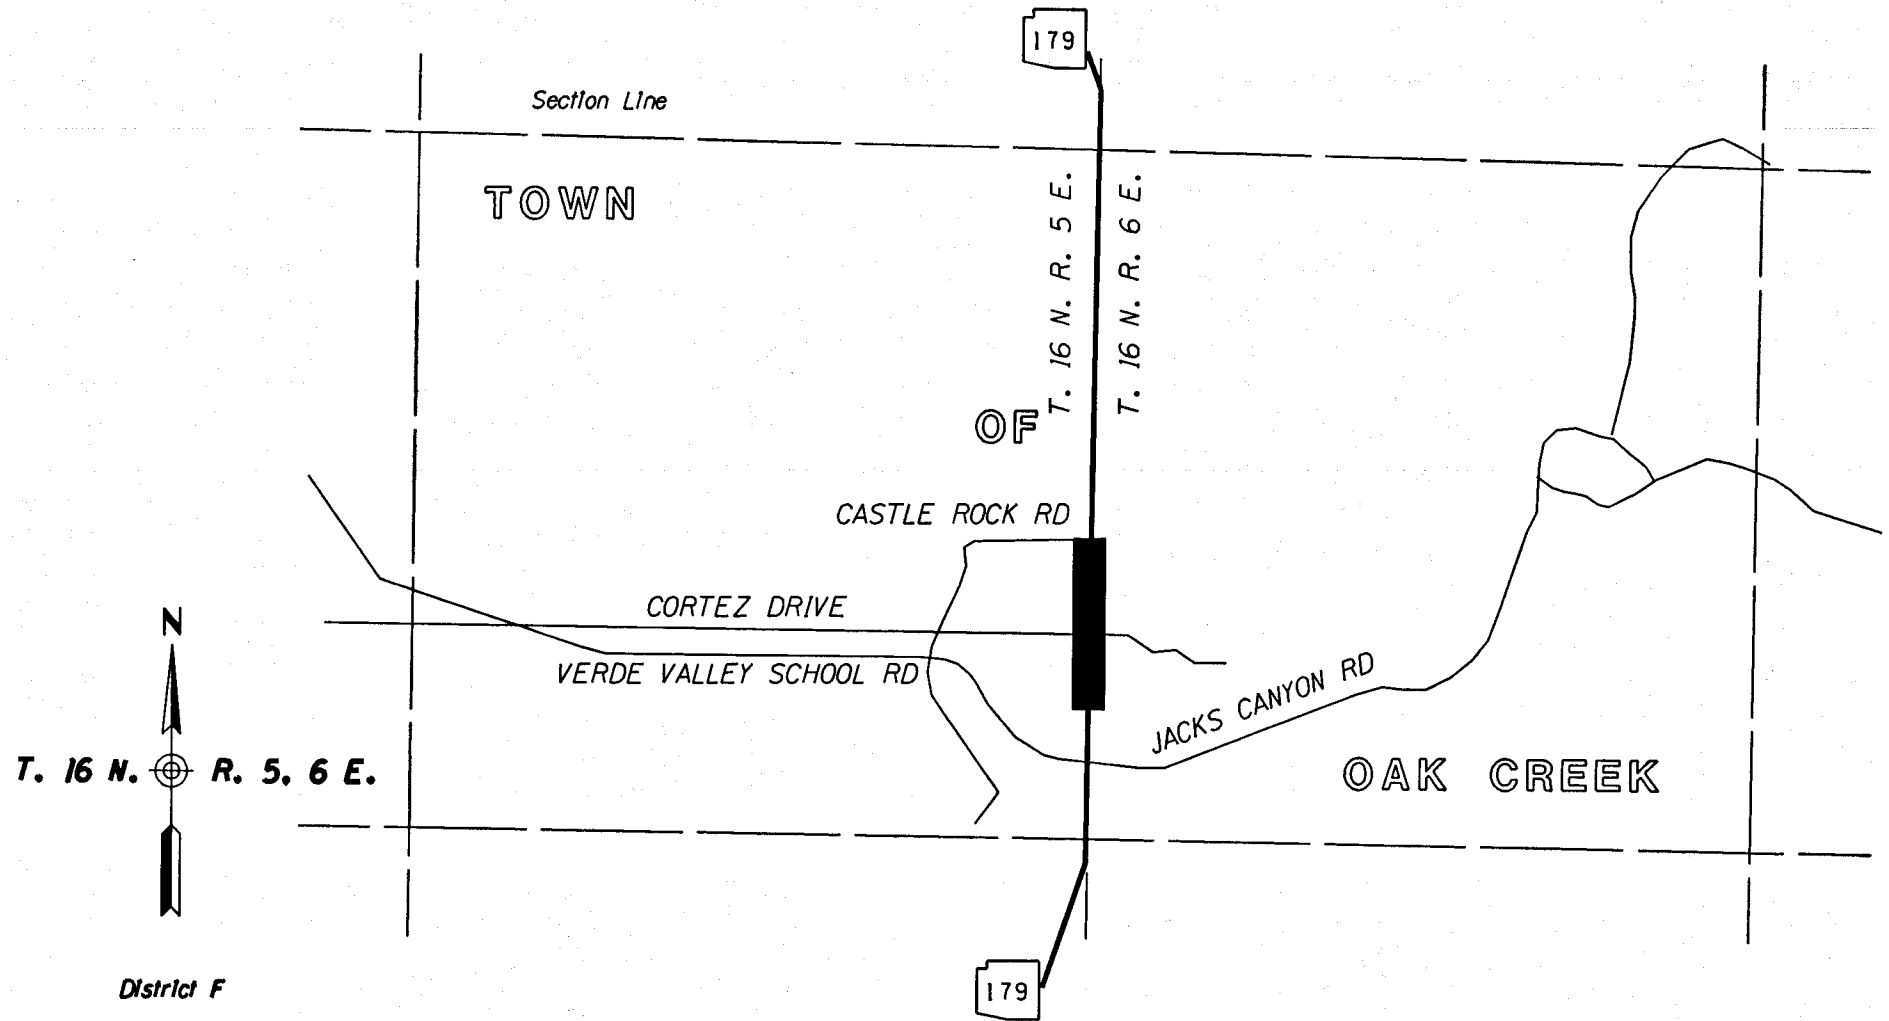 179
Section Line
TOWN
T. 16 N. R. 5 E.
T. 16 N. R. 6 E.
OF
CASTLE ROCK RD
CORTEZ DRIVE
N
VERDE VALLEY SCHOOL RD
JACKS CANYON RD
T. 16 N. R. 5, 6 E.
OAK CREEK
District F
179